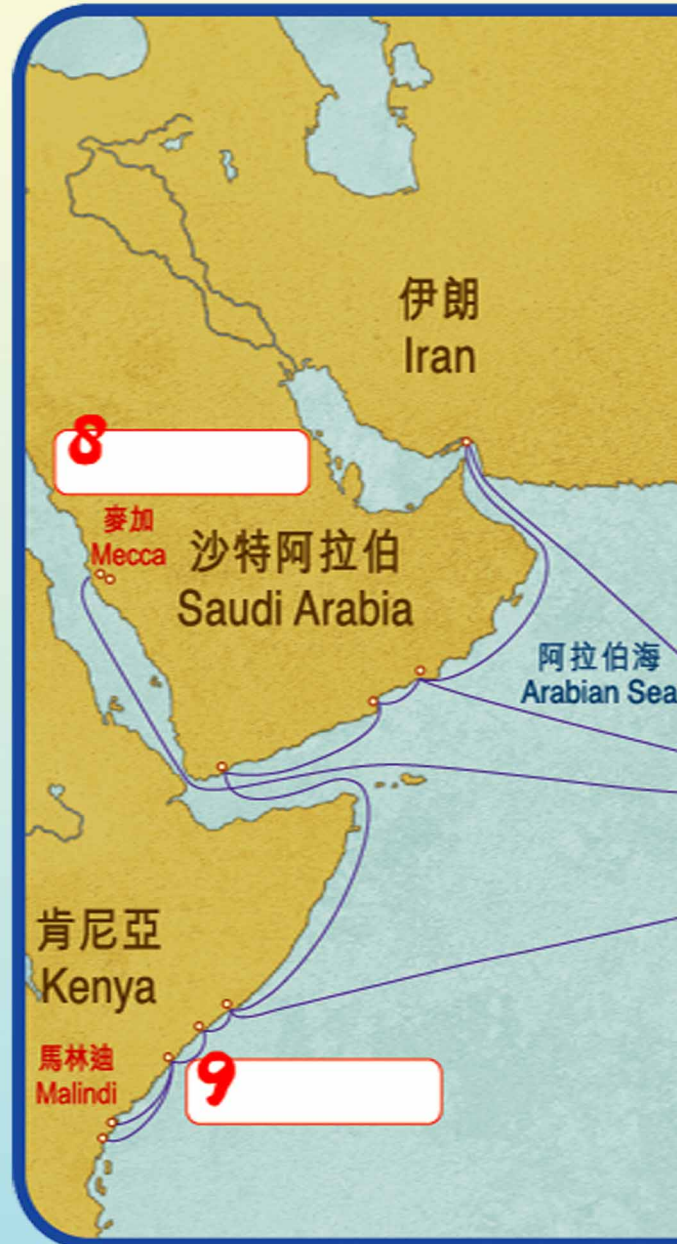 伊朗
Iran
8
麥加
Mecca
沙特阿拉伯
Saudi Arabia
阿拉伯海
Arabian Sea
肯尼亞
Kenya
馬林迪
Malindi
9